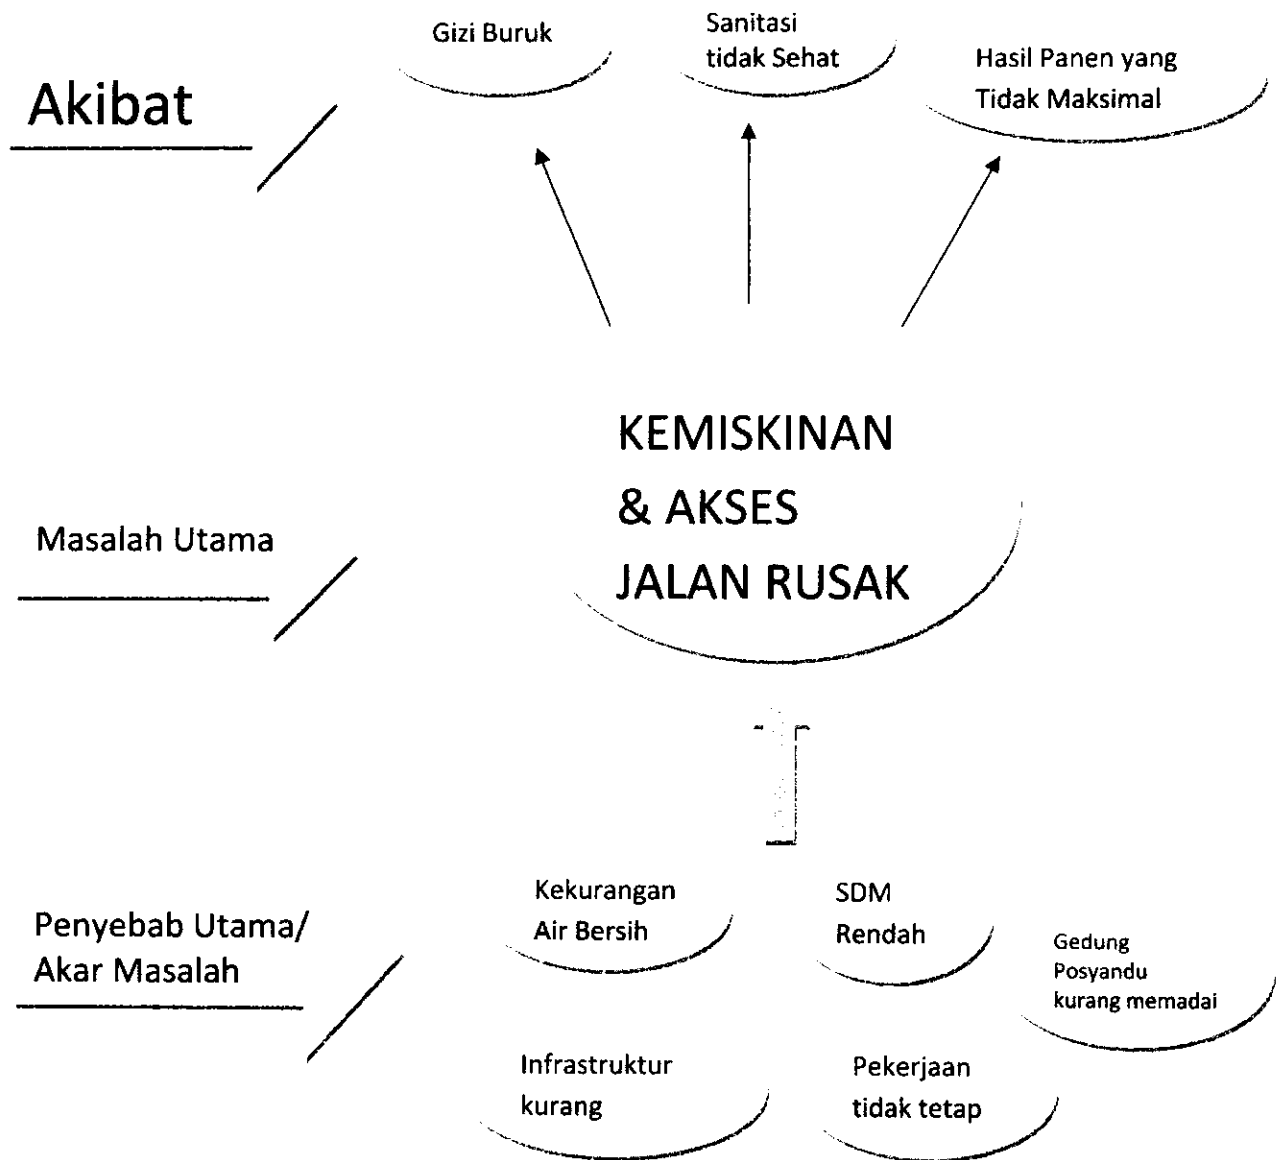 Gizi Buruk
Sanitasi
tidak Sehat
Hasil Panen yang
Tidak Maksimal
Akibat
KEMISKINAN
& AKSES
JALAN RUSAK
Masalah Utama
Kekurangan
Air Bersih
SDM
Rendah
Gedung
Posyandu
kurang memadai
Penyebab Utama/
Akar Masalah
Infrastruktur
kurang
Pekerjaan
tidak tetap